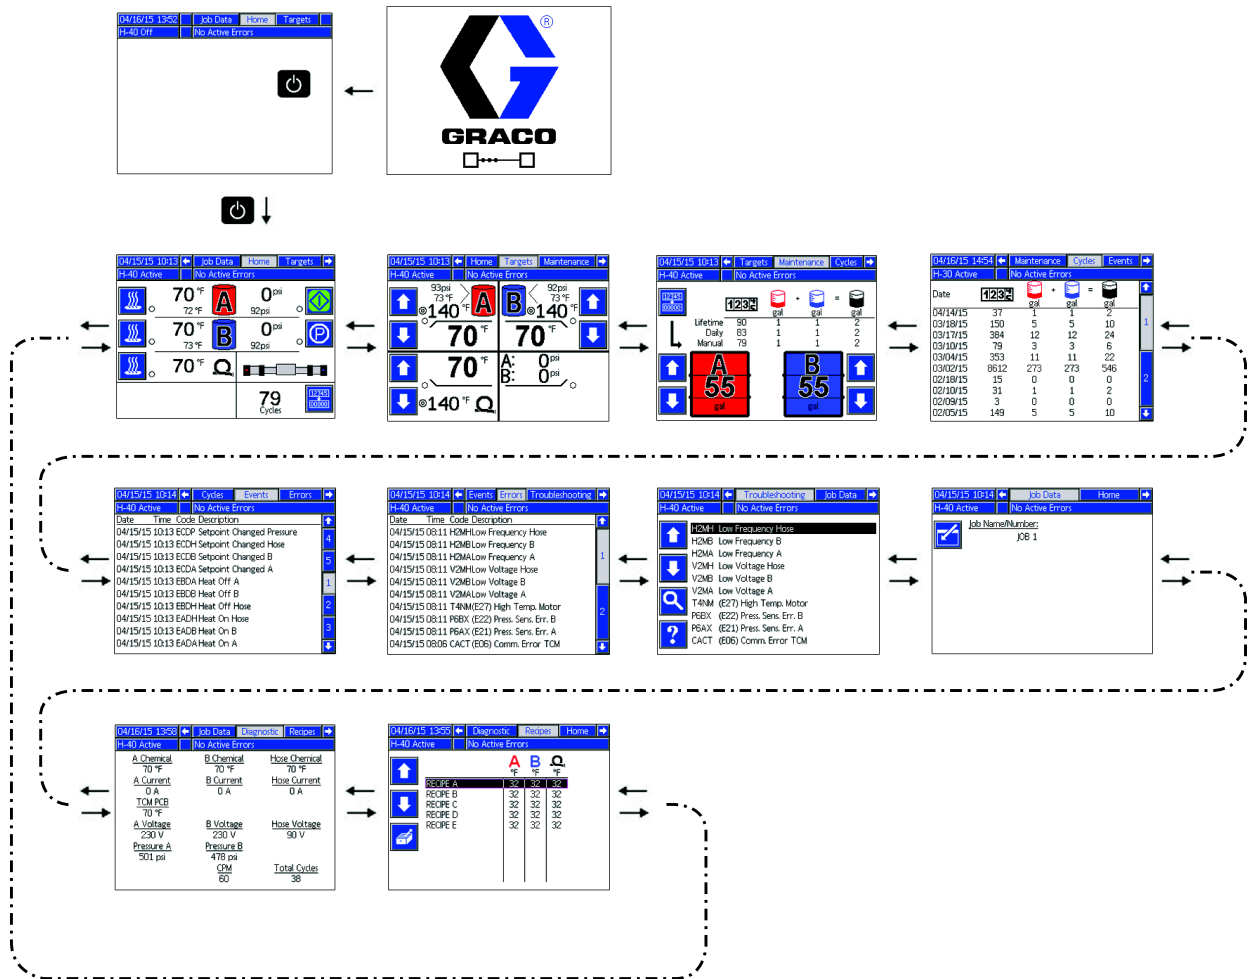 04/16/15 13:52 Job Data Home Targets
H-40 Off No Active Errors
®
GRACO
04/15/15 10:13 Job Data Home Targets
H-40 Active No Active Errors
70 °F A 0 psi
72 °F 92psi
70 °F B 0 psi
73 °F 92psi
70 °F
79
Cycles
12345
00000
04/15/15 10:13 Home Targets Maintenance
H-40 Active No Active Errors
93psi
73 °F
140 °F A
70 °F
B 92psi
73 °F
140 °F
70 °F
70 °F
140 °F
A: 0 psi
B: 0 psi
04/15/15 10:13 Targets Maintenance Cycles
H-40 Active No Active Errors
12345
00000
123 + =
gal gal gal
Lifetime 90 1 1 2
Daily 83 1 1 2
Manual 79 1 1 2
A
55
gal
B
55
gal
04/16/15 14:54 Maintenance Cycles Events
H-30 Active No Active Errors
Date 123 + =
gal gal gal
04/14/15 37 1 1 2
03/18/15 150 5 5 10
03/17/15 384 12 12 24
03/10/15 79 3 3 6
03/04/15 353 11 11 22
03/02/15 8612 273 273 546
02/18/15 15 0 0 0
02/10/15 31 1 1 2
02/09/15 3 0 0 0
02/05/15 149 5 5 10
1
2
04/15/15 10:14 Cycles Events Errors
H-40 Active No Active Errors
Date Time Code Description
04/15/15 10:13 ECDP Setpoint Changed Pressure
04/15/15 10:13 ECDH Setpoint Changed Hose
04/15/15 10:13 ECDB Setpoint Changed B
04/15/15 10:13 ECDA Setpoint Changed A
04/15/15 10:13 EBDA Heat Off A
04/15/15 10:13 EBDB Heat Off B
04/15/15 10:13 EBDH Heat Off Hose
04/15/15 10:13 EADH Heat On Hose
04/15/15 10:13 EADB Heat On B
04/15/15 10:13 EADA Heat On A
4
5
1
2
3
04/15/15 10:14 Events Errors Troubleshooting
H-40 Active No Active Errors
Date Time Code Description
04/15/15 08:11 H2MH Low Frequency Hose
04/15/15 08:11 H2MB Low Frequency B
04/15/15 08:11 H2MA Low Frequency A
04/15/15 08:11 V2MH Low Voltage Hose
04/15/15 08:11 V2MB Low Voltage B
04/15/15 08:11 V2MA Low Voltage A
04/15/15 08:11 T4NM (E27) High Temp. Motor
04/15/15 08:11 P6BX (E22) Press. Sens. Err. B
04/15/15 08:11 P6AX (E21) Press. Sens. Err. A
04/15/15 08:06 CACT (E06) Comm. Error TCM
1
2
04/15/15 10:14 Troubleshooting Job Data
H-40 Active No Active Errors
H2MH Low Frequency Hose
H2MB Low Frequency B
H2MA Low Frequency A
V2MH Low Voltage Hose
V2MB Low Voltage B
V2MA Low Voltage A
T4NM (E27) High Temp. Motor
P6BX (E22) Press. Sens. Err. B
P6AX (E21) Press. Sens. Err. A
CACT (E06) Comm. Error TCM
?
04/15/15 10:14 Job Data Home
H-40 Active No Active Errors
Job Name/Number:
JOB 1
04/16/15 13:58 Job Data Diagnostic Recipes
H-40 Active No Active Errors
A Chemical B Chemical Hose Chemical
70 °F 70 °F 70 °F
A Current B Current Hose Current
0 A 0 A 0 A
TCM PCB
70 °F
A Voltage B Voltage Hose Voltage
230 V 230 V 90 V
Pressure A Pressure B
501 psi 478 psi
CPM Total Cycles
60 38
04/16/15 13:55 Diagnostic Recipes Home
H-40 Active No Active Errors
A B
°F °F °F
RECIPE A 32 32 32
RECIPE B 32 32 32
RECIPE C 32 32 32
RECIPE D 32 32 32
RECIPE E 32 32 32